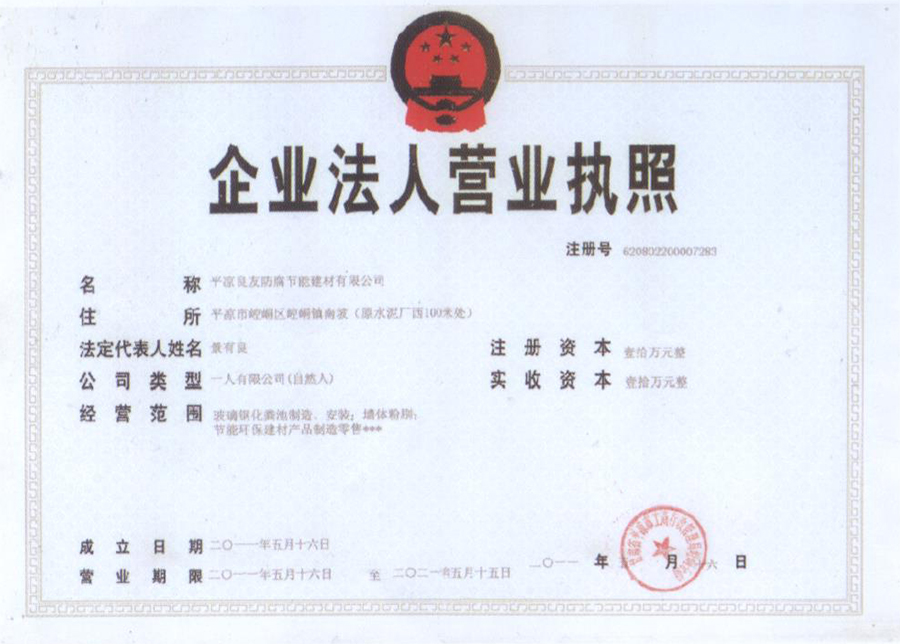 企业法人营业执照
注册号 620802200007283
名称 平凉良友防腐节能建材有限公司
住所 平凉市崆峒区崆峒镇南坡（原水泥厂西100米处）
法定代表人姓名 景有良
注册资本 壹拾万元整
公司类型 一人有限公司(自然人)
实收资本 壹拾万元整
经营范围 玻璃钢化粪池制造、安装；墙体粉刷；
节能环保建材产品制造零售***
成立日期 二〇一一年五月十六日
营业期限 二〇一一年五月十六日 至 二〇二一年五月十五日
二〇一一 年 月 六 日